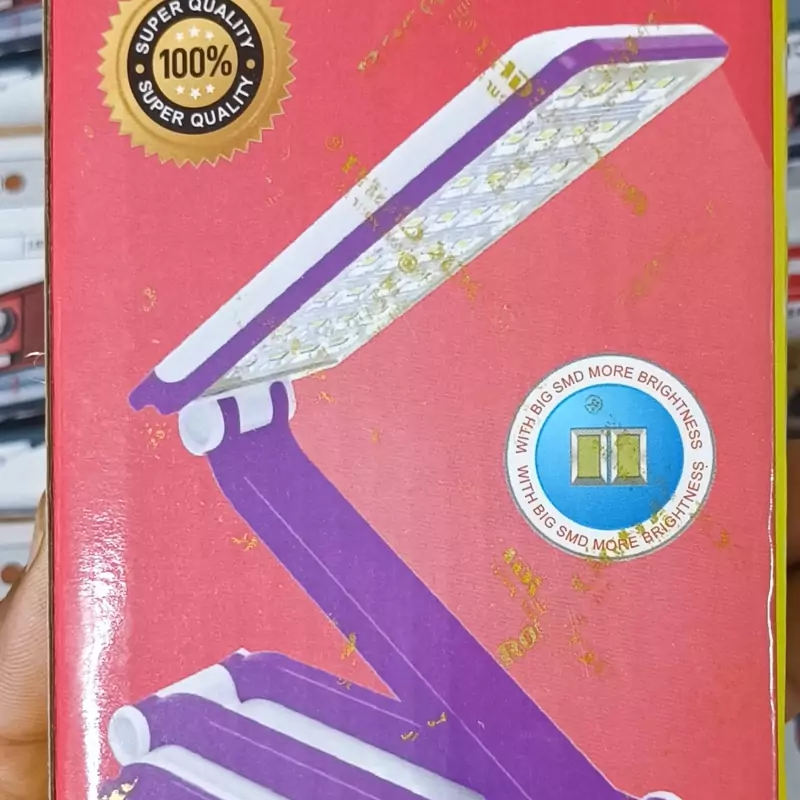 SUPER QUALITY
100%
SUPER QUALITY
WITH BIG SMD MORE BRIGHTNESS
WITH BIG SMD MORE BRIGHTNESS